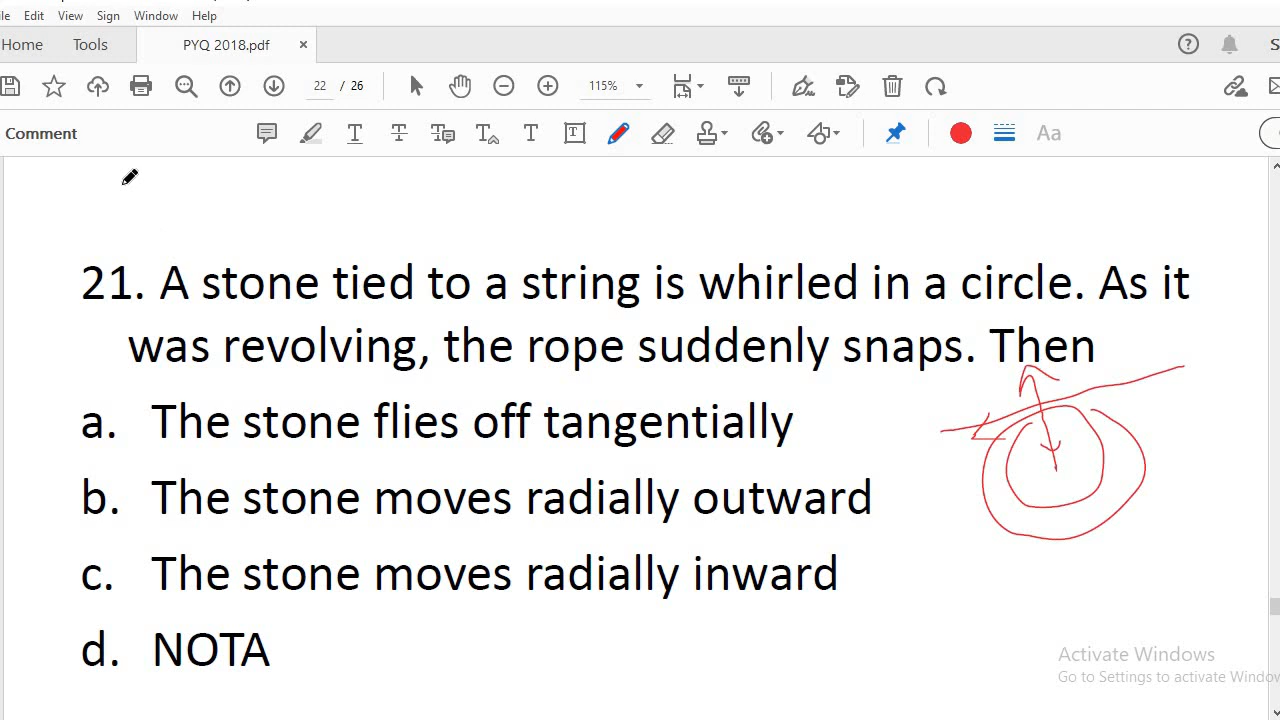 ile Edit View Sign Window Help
Home Tools PYQ 2018.pdf × ? S
22 / 26 115%
Comment Aa
21. A stone tied to a string is whirled in a circle. As it
was revolving, the rope suddenly snaps. Then
a. The stone flies off tangentially
b. The stone moves radially outward
c. The stone moves radially inward
d. NOTA
Activate Windows
Go to Settings to activate Window